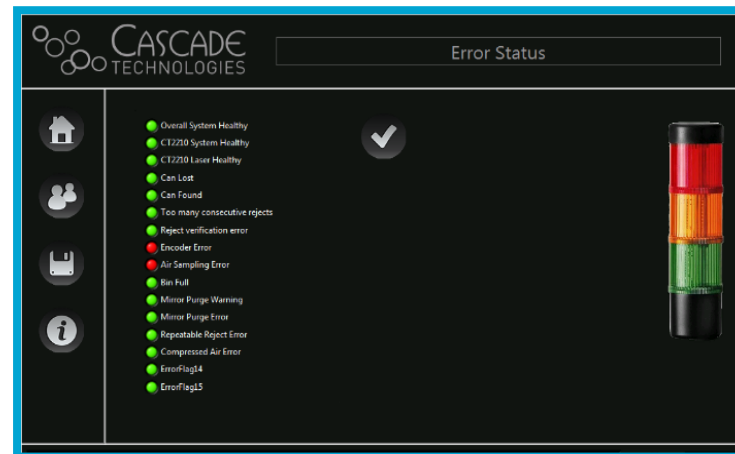 CASCADE
TECHNOLOGIES
Error Status
Overall System Healthy
CT2210 System Healthy
CT2210 Laser Healthy
Can Lost
Can Found
Too many consecutive rejects
Reject verification error
Encoder Error
Air Sampling Error
Bin Full
Mirror Purge Warning
Mirror Purge Error
Repeatable Reject Error
Compressed Air Error
ErrorFlag14
ErrorFlag15